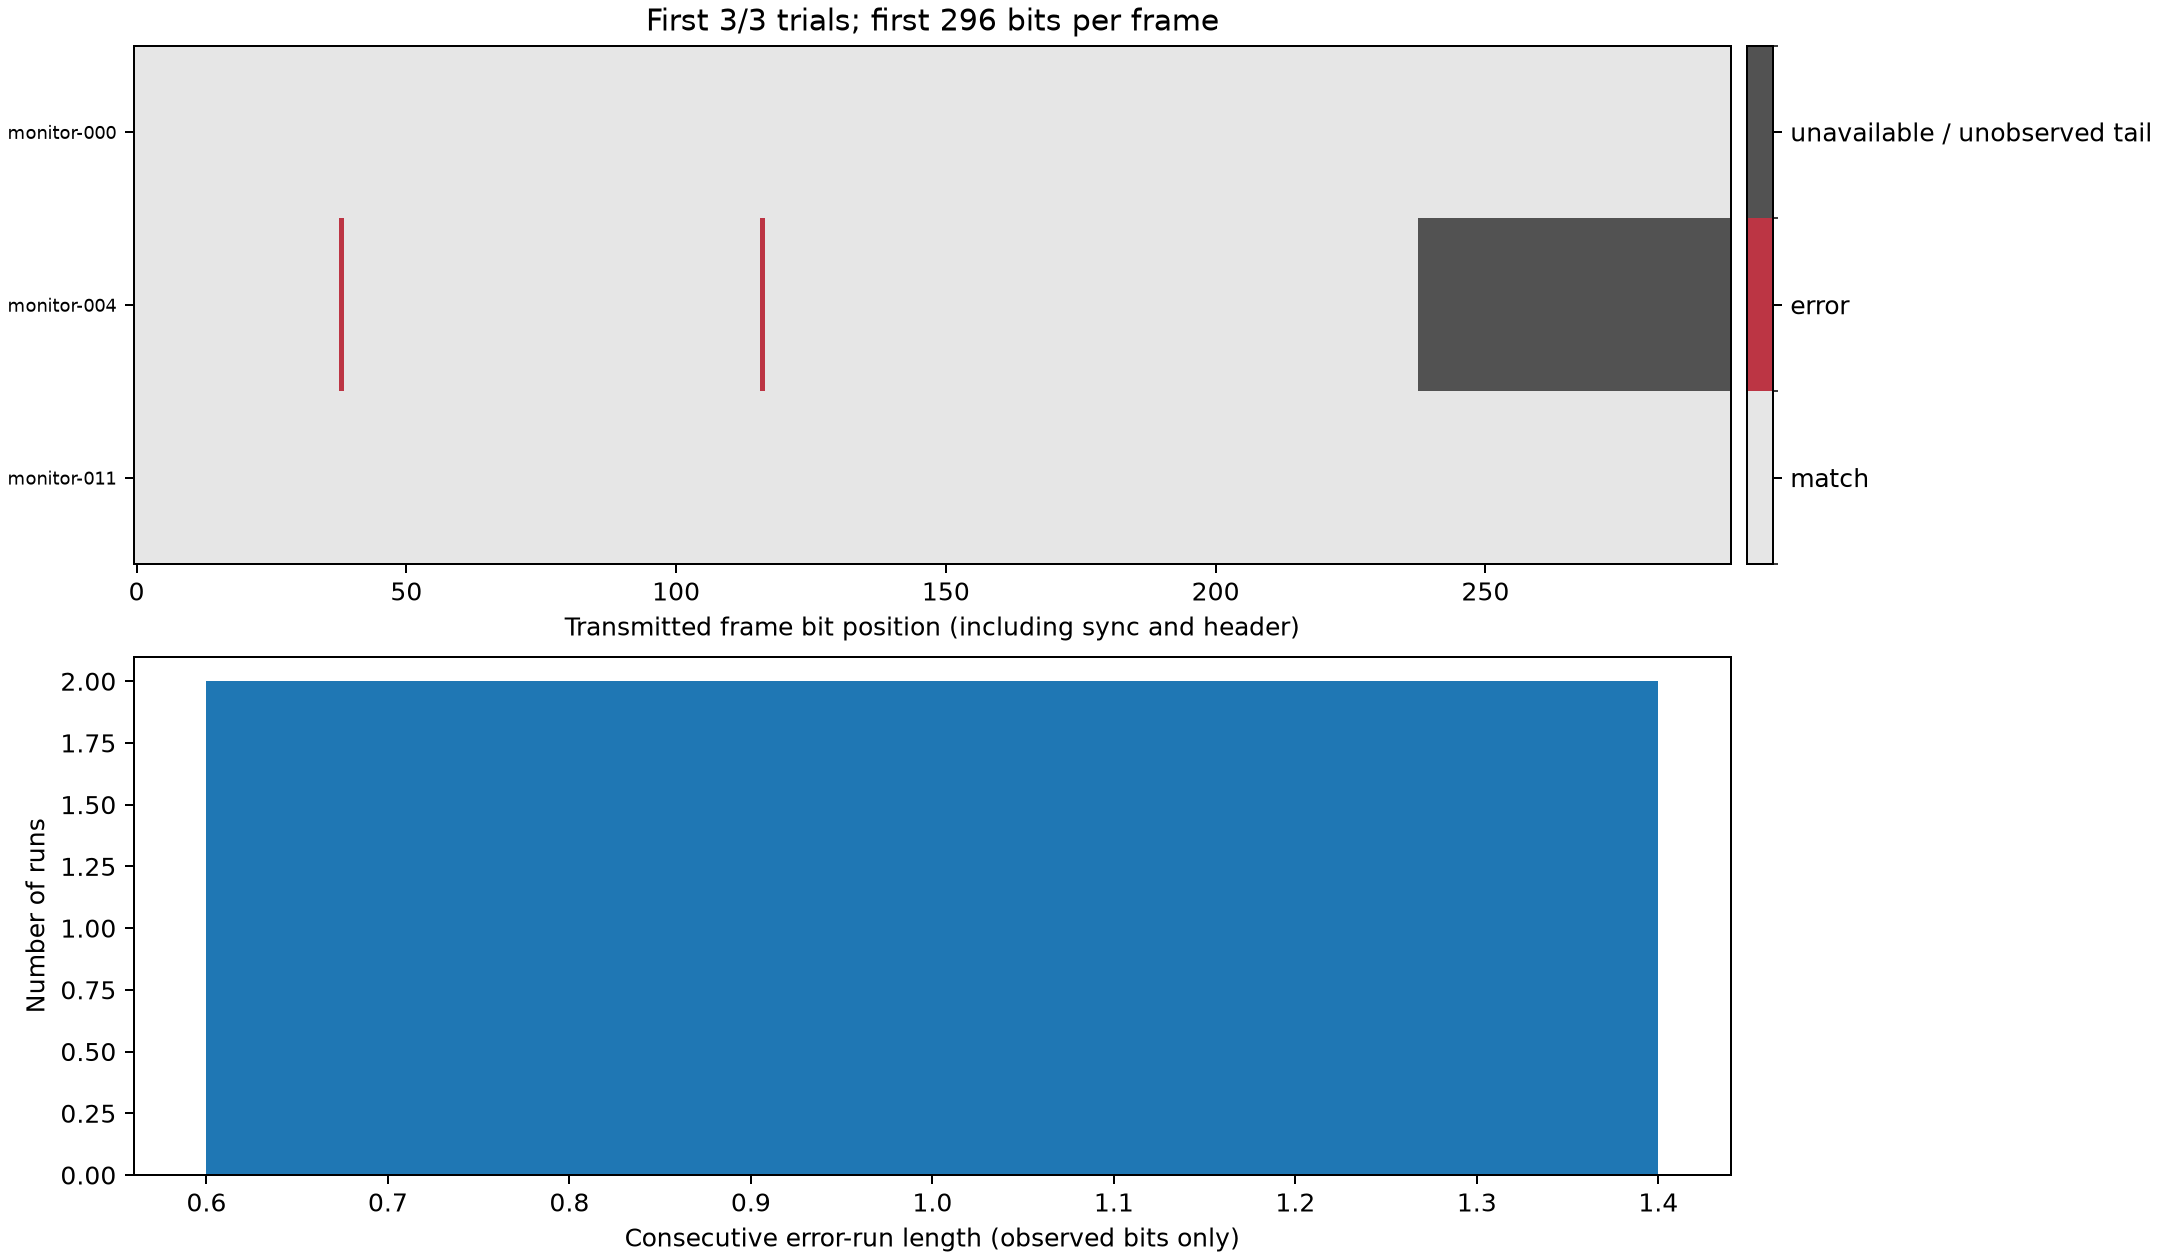 First 3/3 trials; first 296 bits per frame
monitor-000
monitor-004
monitor-011
unavailable / unobserved tail
error
match
0 50 100 150 200 250
Transmitted frame bit position (including sync and header)
2.00
1.75
1.50
1.25
1.00
0.75
0.50
0.25
0.00
Number of runs
0.6 0.7 0.8 0.9 1.0 1.1 1.2 1.3 1.4
Consecutive error-run length (observed bits only)